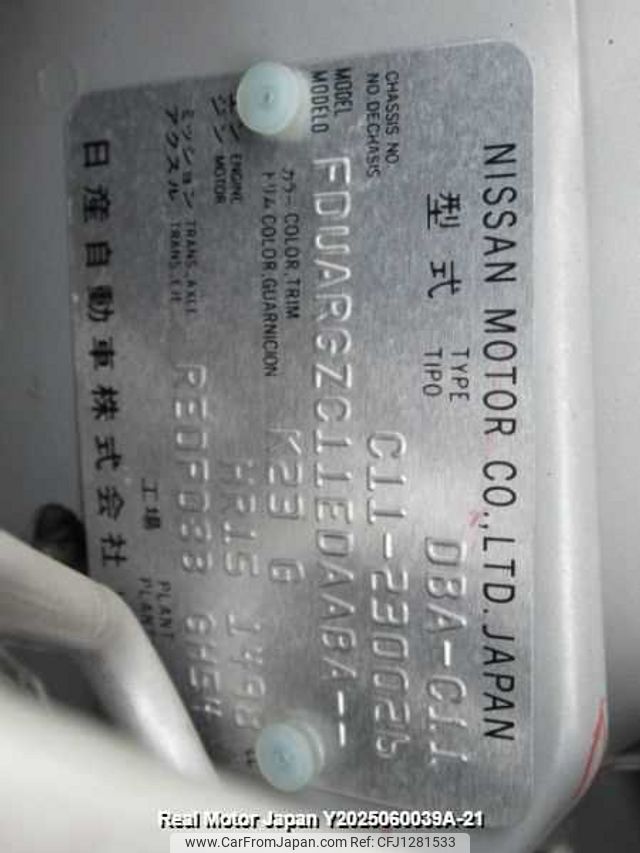 NISSAN MOTOR CO., LTD. JAPAN
型式 TYPE TIPO DBA-C11
CHASSIS NO. NO. DE CHASIS C11-230026
MODEL MODELO FDUARGZC11EDAABA--
カラー COLOR, TRIM
トリム COLOR, GUARNICION K23 G
エンジン ENGINE MOTOR HR15 1498
ミッション TRANS., AXLE
アクスル TRANS., EJE RE0F08B GH54
工場 PLANT
日産自動車株式会社
Real Motor Japan Y2025060039A-21
www.CarFromJapan.com CFJ1281533